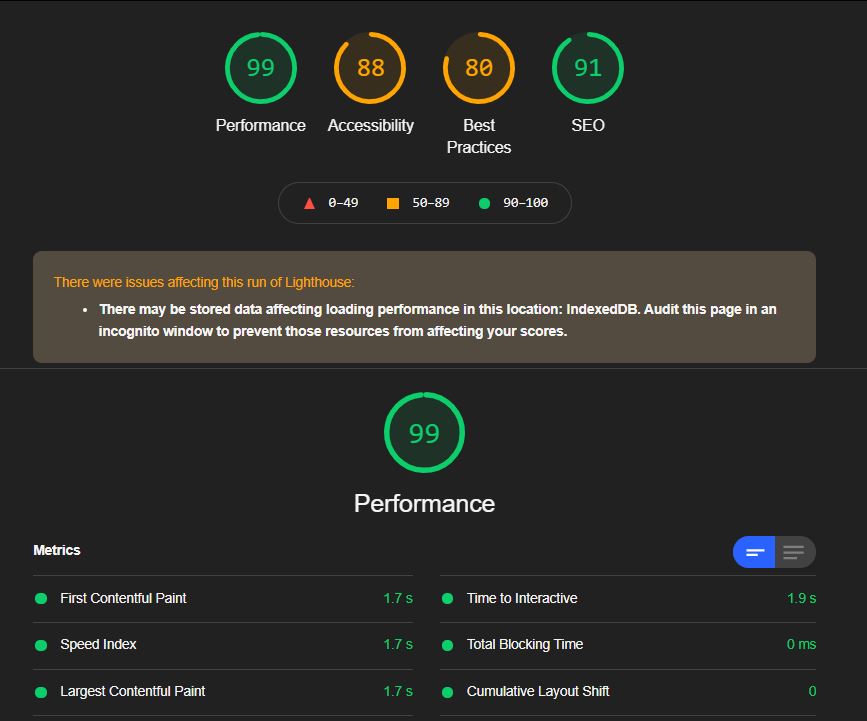 99
88
80
91
Performance
Accessibility
Best
Practices
SEO
0–49
50–89
90–100
There were issues affecting this run of Lighthouse:
• There may be stored data affecting loading performance in this location: IndexedDB. Audit this page in an
incognito window to prevent those resources from affecting your scores.
99
Performance
Metrics
First Contentful Paint 1.7 s
Time to Interactive 1.9 s
Speed Index 1.7 s
Total Blocking Time 0 ms
Largest Contentful Paint 1.7 s
Cumulative Layout Shift 0